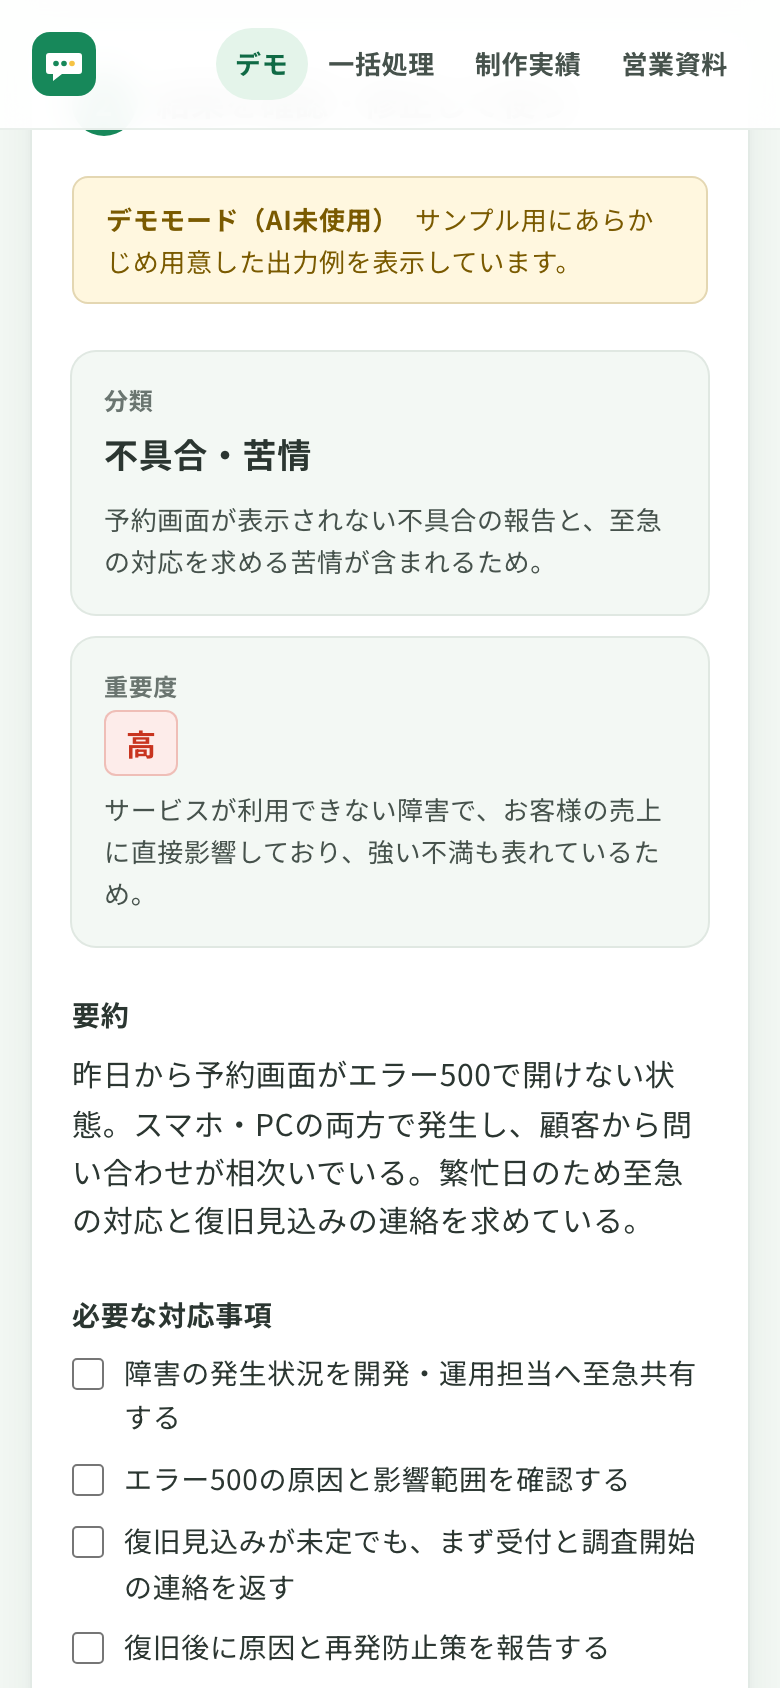 デモ 一括処理 制作実績 営業資料
デモモード（AI未使用） サンプル用にあらか
じめ用意した出力例を表示しています。
分類
不具合・苦情
予約画面が表示されない不具合の報告と、至急
の対応を求める苦情が含まれるため。
重要度
高
サービスが利用できない障害で、お客様の売上
に直接影響しており、強い不満も表れているた
め。
要約
昨日から予約画面がエラー500で開けない状
態。スマホ・PCの両方で発生し、顧客から問
い合わせが相次いでいる。繁忙日のため至急
の対応と復旧見込みの連絡を求めている。
必要な対応事項
障害の発生状況を開発・運用担当へ至急共有
する
エラー500の原因と影響範囲を確認する
復旧見込みが未定でも、まず受付と調査開始
の連絡を返す
復旧後に原因と再発防止策を報告する